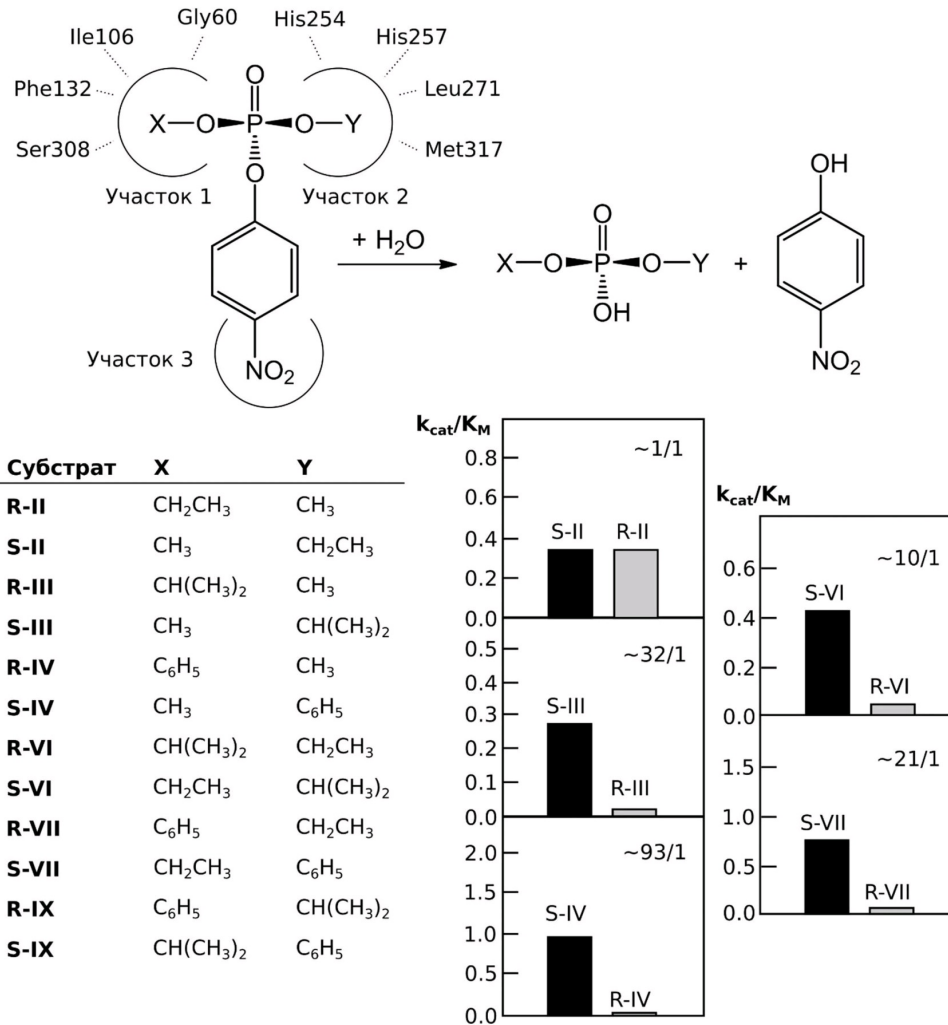 Gly60
His254
Ile106
His257
Phe132
Leu271
Ser308
Met317
O
X—O P O—Y
O
Участок 1
Участок 2
+ H₂O
NO₂
Участок 3
O
X—O P O—Y
OH
+
OH
NO₂
Субстрат X Y
R-II CH₂CH₃ CH₃
S-II CH₃ CH₂CH₃
R-III CH(CH₃)₂ CH₃
S-III CH₃ CH(CH₃)₂
R-IV C₆H₅ CH₃
S-IV CH₃ C₆H₅
R-VI CH(CH₃)₂ CH₂CH₃
S-VI CH₂CH₃ CH(CH₃)₂
R-VII C₆H₅ CH₂CH₃
S-VII CH₂CH₃ C₆H₅
R-IX C₆H₅ CH(CH₃)₂
S-IX CH(CH₃)₂ C₆H₅
kcat/KM
~1/1
0.8
0.6
0.4
0.2
0.0
S-II R-II
~32/1
0.5
0.4
0.3
0.2
0.1
0.0
S-III
R-III
~93/1
2.0
1.5
1.0
0.5
0.0
S-IV
R-IV
kcat/KM
~10/1
0.6
0.4
0.2
0.0
S-VI
R-VI
~21/1
1.5
1.0
0.5
0.0
S-VII
R-VII